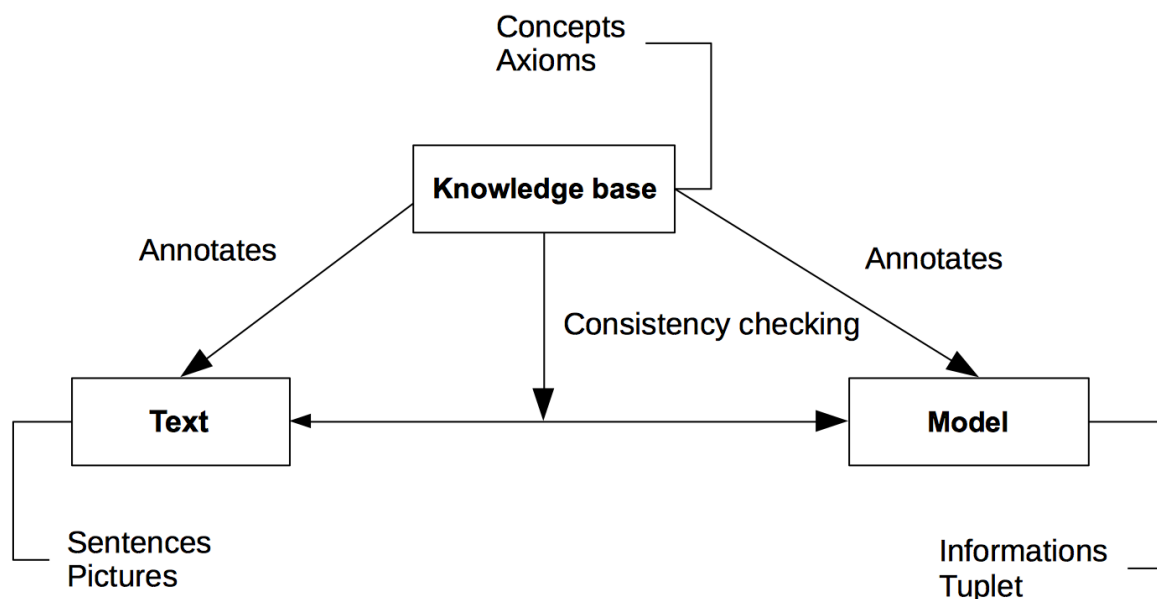 Concepts
Axioms
Knowledge base
Annotates
Annotates
Consistency checking
Text
Model
Sentences
Pictures
Informations
Tuplet